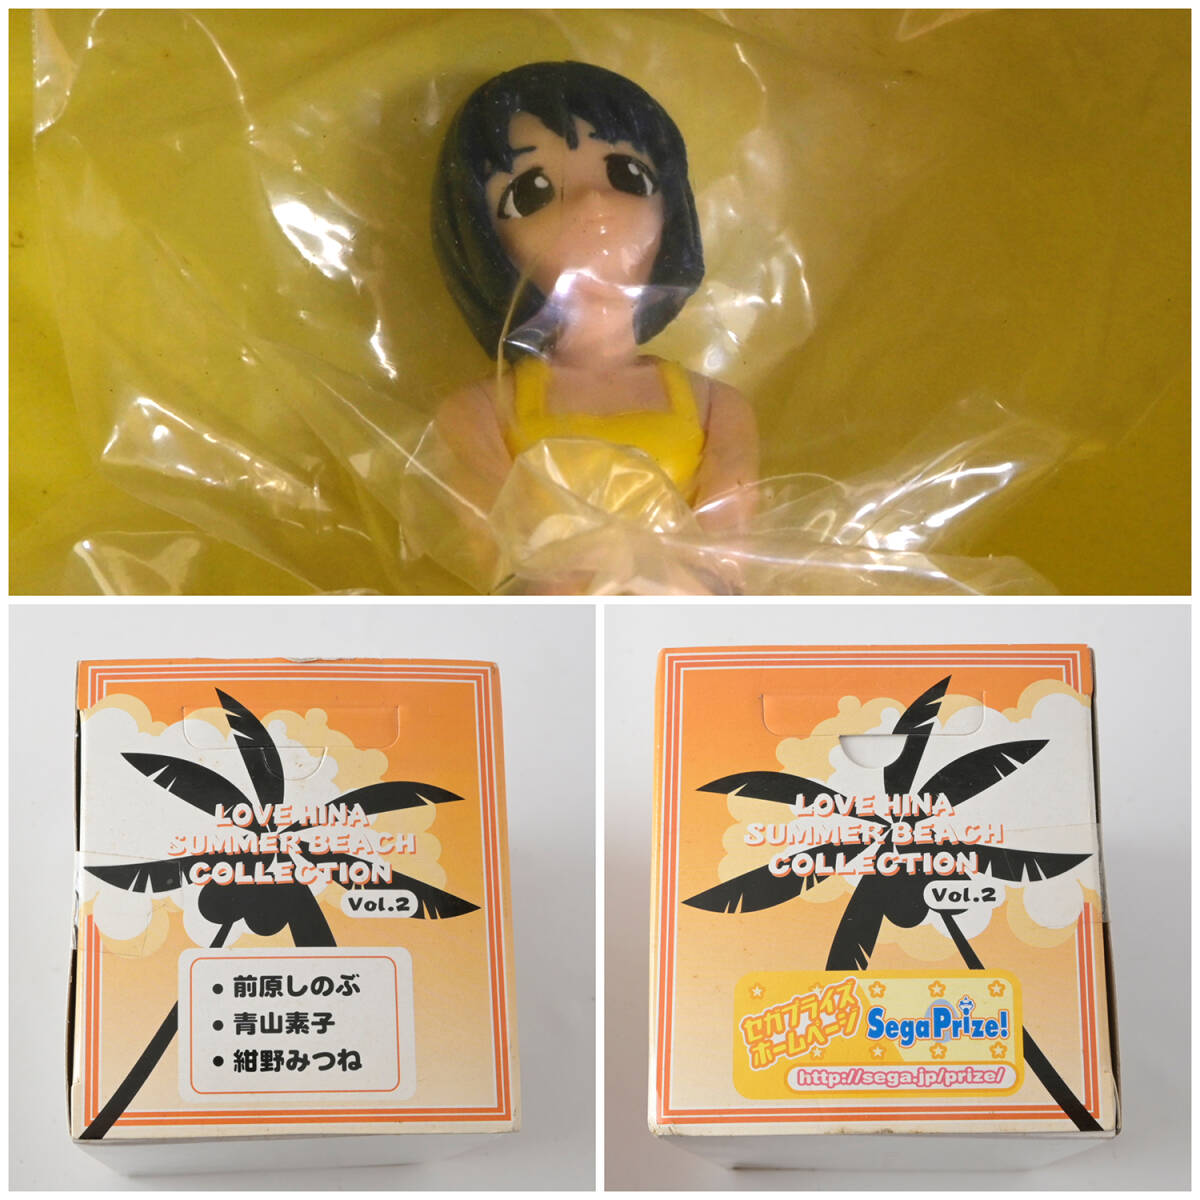 LOVE HINA
SUMMER BEACH
COLLECTION
Vol.2
• 前原しのぶ
• 青山素子
• 紺野みつね
LOVE HINA
SUMMER BEACH
COLLECTION
Vol.2
セガプライズ
ホームページ
Sega Prize!
http://sega.jp/prize/